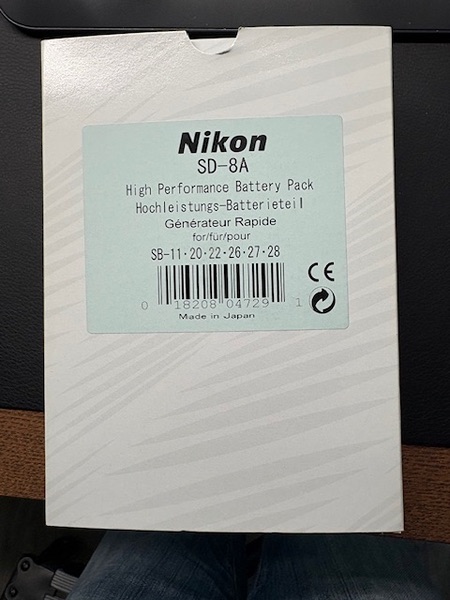 Nikon
SD-8A
High Performance Battery Pack
Hochleistungs-Batterieteil
Générateur Rapide
for/für/pour
SB-11·20·22·26·27·28
CE
0 18208 04729 1
Made in Japan